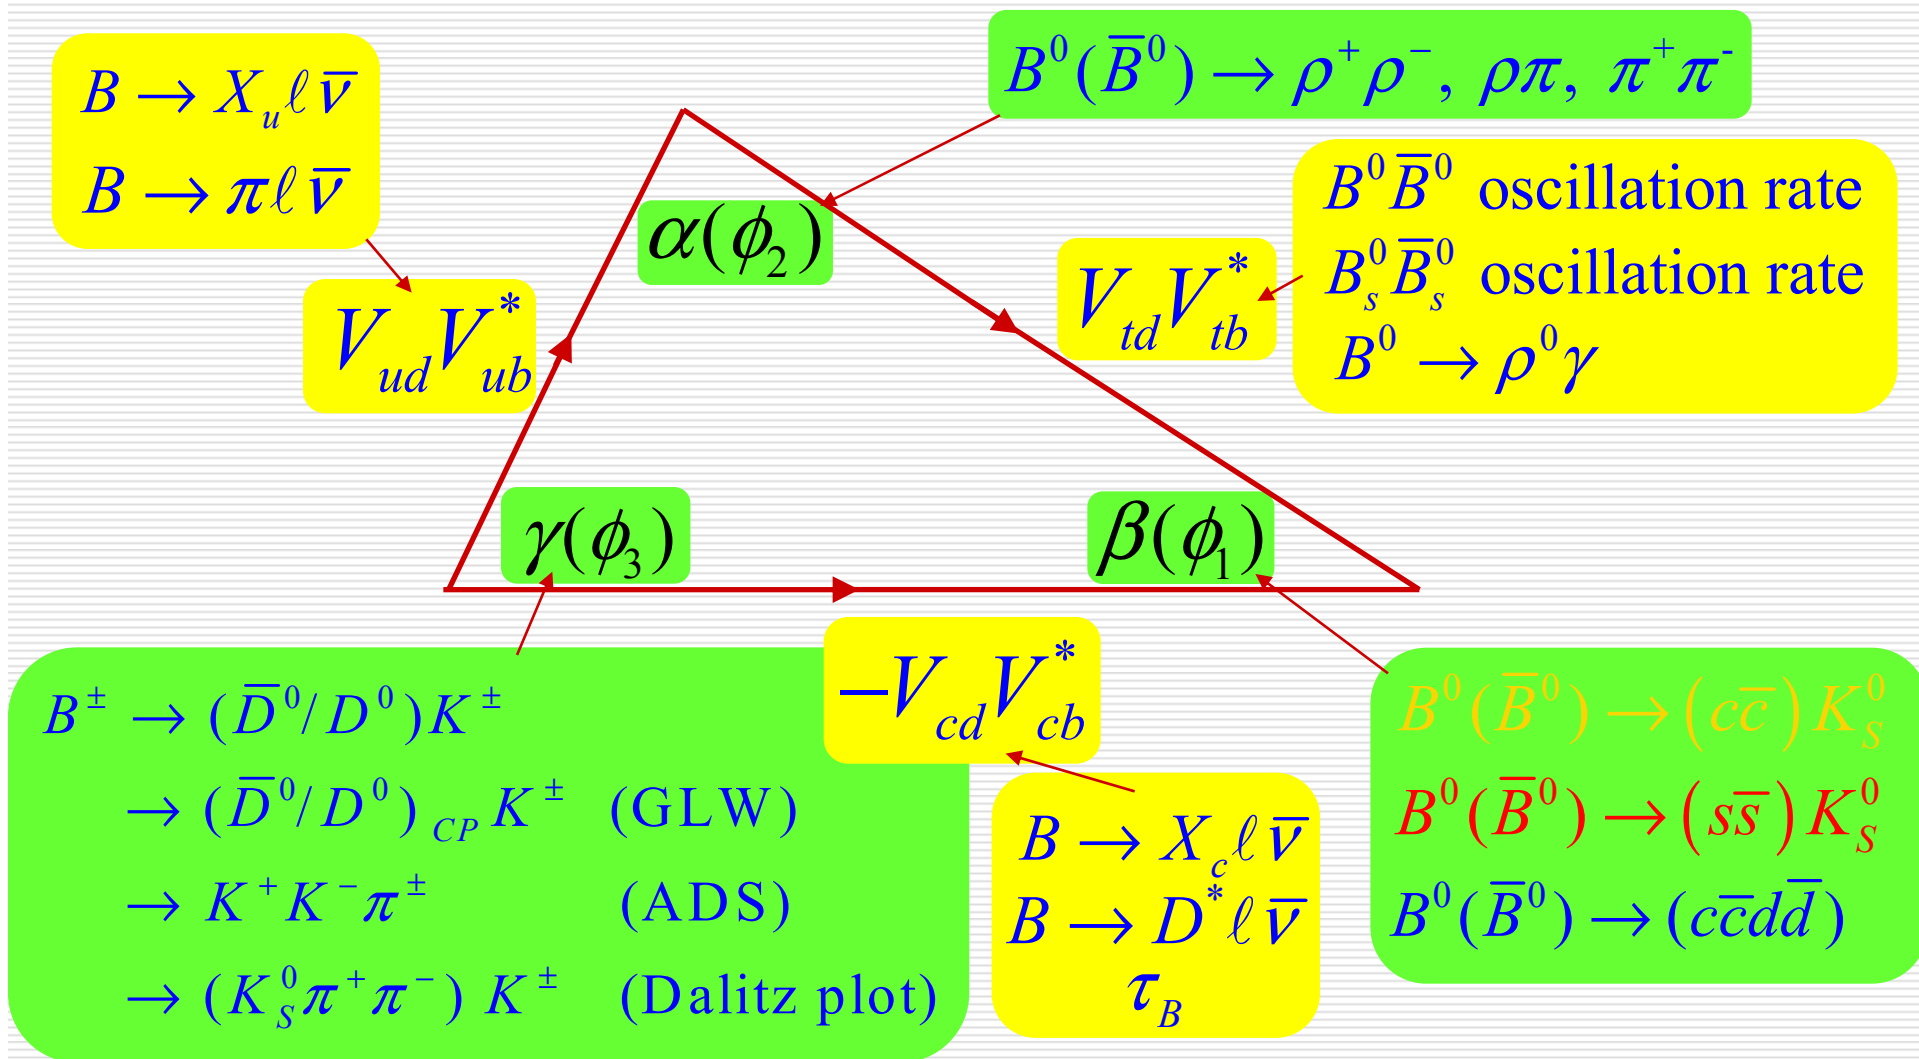 B → X_u ℓ ν̅
B → π ℓ ν̅
B⁰(B̅⁰) → ρ⁺ρ⁻, ρπ, π⁺π⁻
B⁰B̅⁰ oscillation rate
B_s⁰B̅_s⁰ oscillation rate
B⁰ → ρ⁰γ
α(ϕ₂)
V_ud V_ub^*
V_td V_tb^*
γ(ϕ₃)
β(ϕ₁)
−V_cd V_cb^*
B^± → (D̅⁰/D⁰)K^±
→ (D̅⁰/D⁰)_CP K^± (GLW)
→ K⁺K⁻π^± (ADS)
→ (K_S⁰π⁺π⁻) K^± (Dalitz plot)
B → X_c ℓ ν̅
B → D^* ℓ ν̅
τ_B
B⁰(B̅⁰) → (cc̅) K_S⁰
B⁰(B̅⁰) → (ss̅) K_S⁰
B⁰(B̅⁰) → (cc̅dd̅)